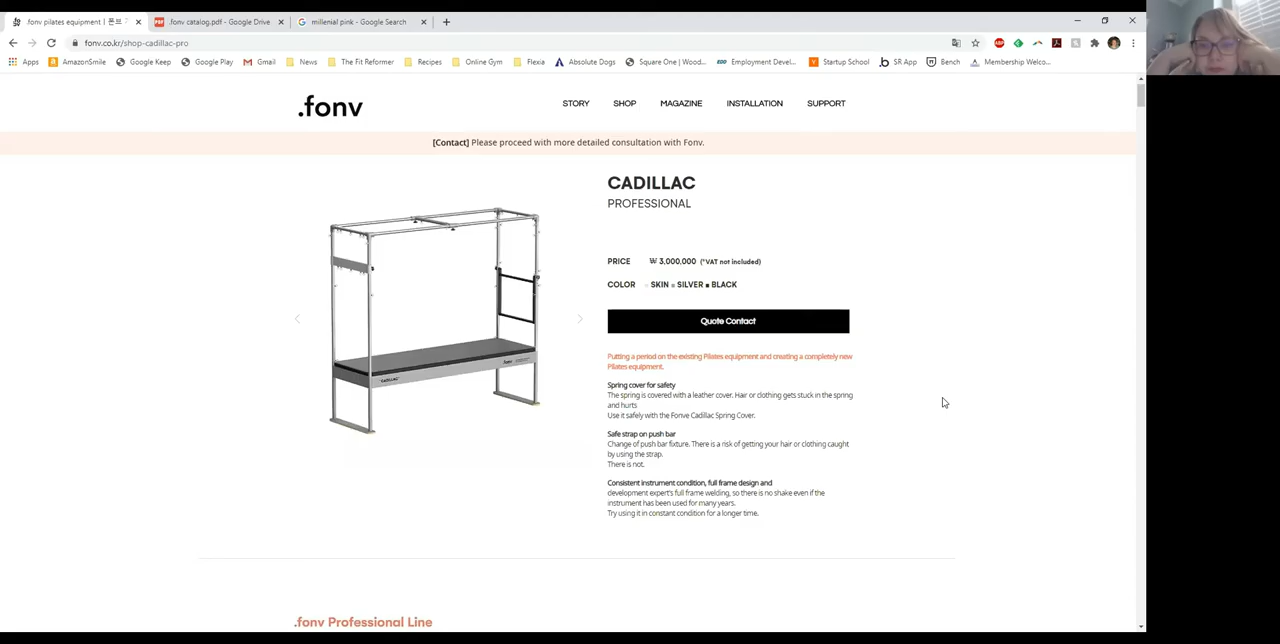 .fonv pilates equipment | 폰브
.fonv catalog.pdf - Google Drive
millenial pink - Google Search
fonv.co.kr/shop-cadillac-pro
Apps
AmazonSmile
Google Keep
Google Play
Gmail
News
The Fit Reformer
Recipes
Online Gym
Flexia
Absolute Dogs
Square One | Wood...
Employment Devel...
Startup School
SR App
Bench
Membership Welco...
.fonv
STORY
SHOP
MAGAZINE
INSTALLATION
SUPPORT
[Contact] Please proceed with more detailed consultation with Fonv.
CADILLAC
PROFESSIONAL
PRICE ₩ 3,000,000 (*VAT not included)
COLOR SKIN SILVER BLACK
Quote Contact
Putting a period on the existing Pilates equipment and creating a completely new
Pilates equipment.
Spring cover for safety
The spring is covered with a leather cover. Hair or clothing gets stuck in the spring
and hurts
Use it safely with the Fonve Cadillac Spring Cover.
Safe strap on push bar
Change of push bar fixture. There is a risk of getting your hair or clothing caught
by using the strap.
There is not.
Consistent instrument condition, full frame design and
development expert's full frame welding, so there is no shake even if the
instrument has been used for many years.
Try using it in constant condition for a longer time.
"CADILLAC"
.fonv
.fonv Professional Line